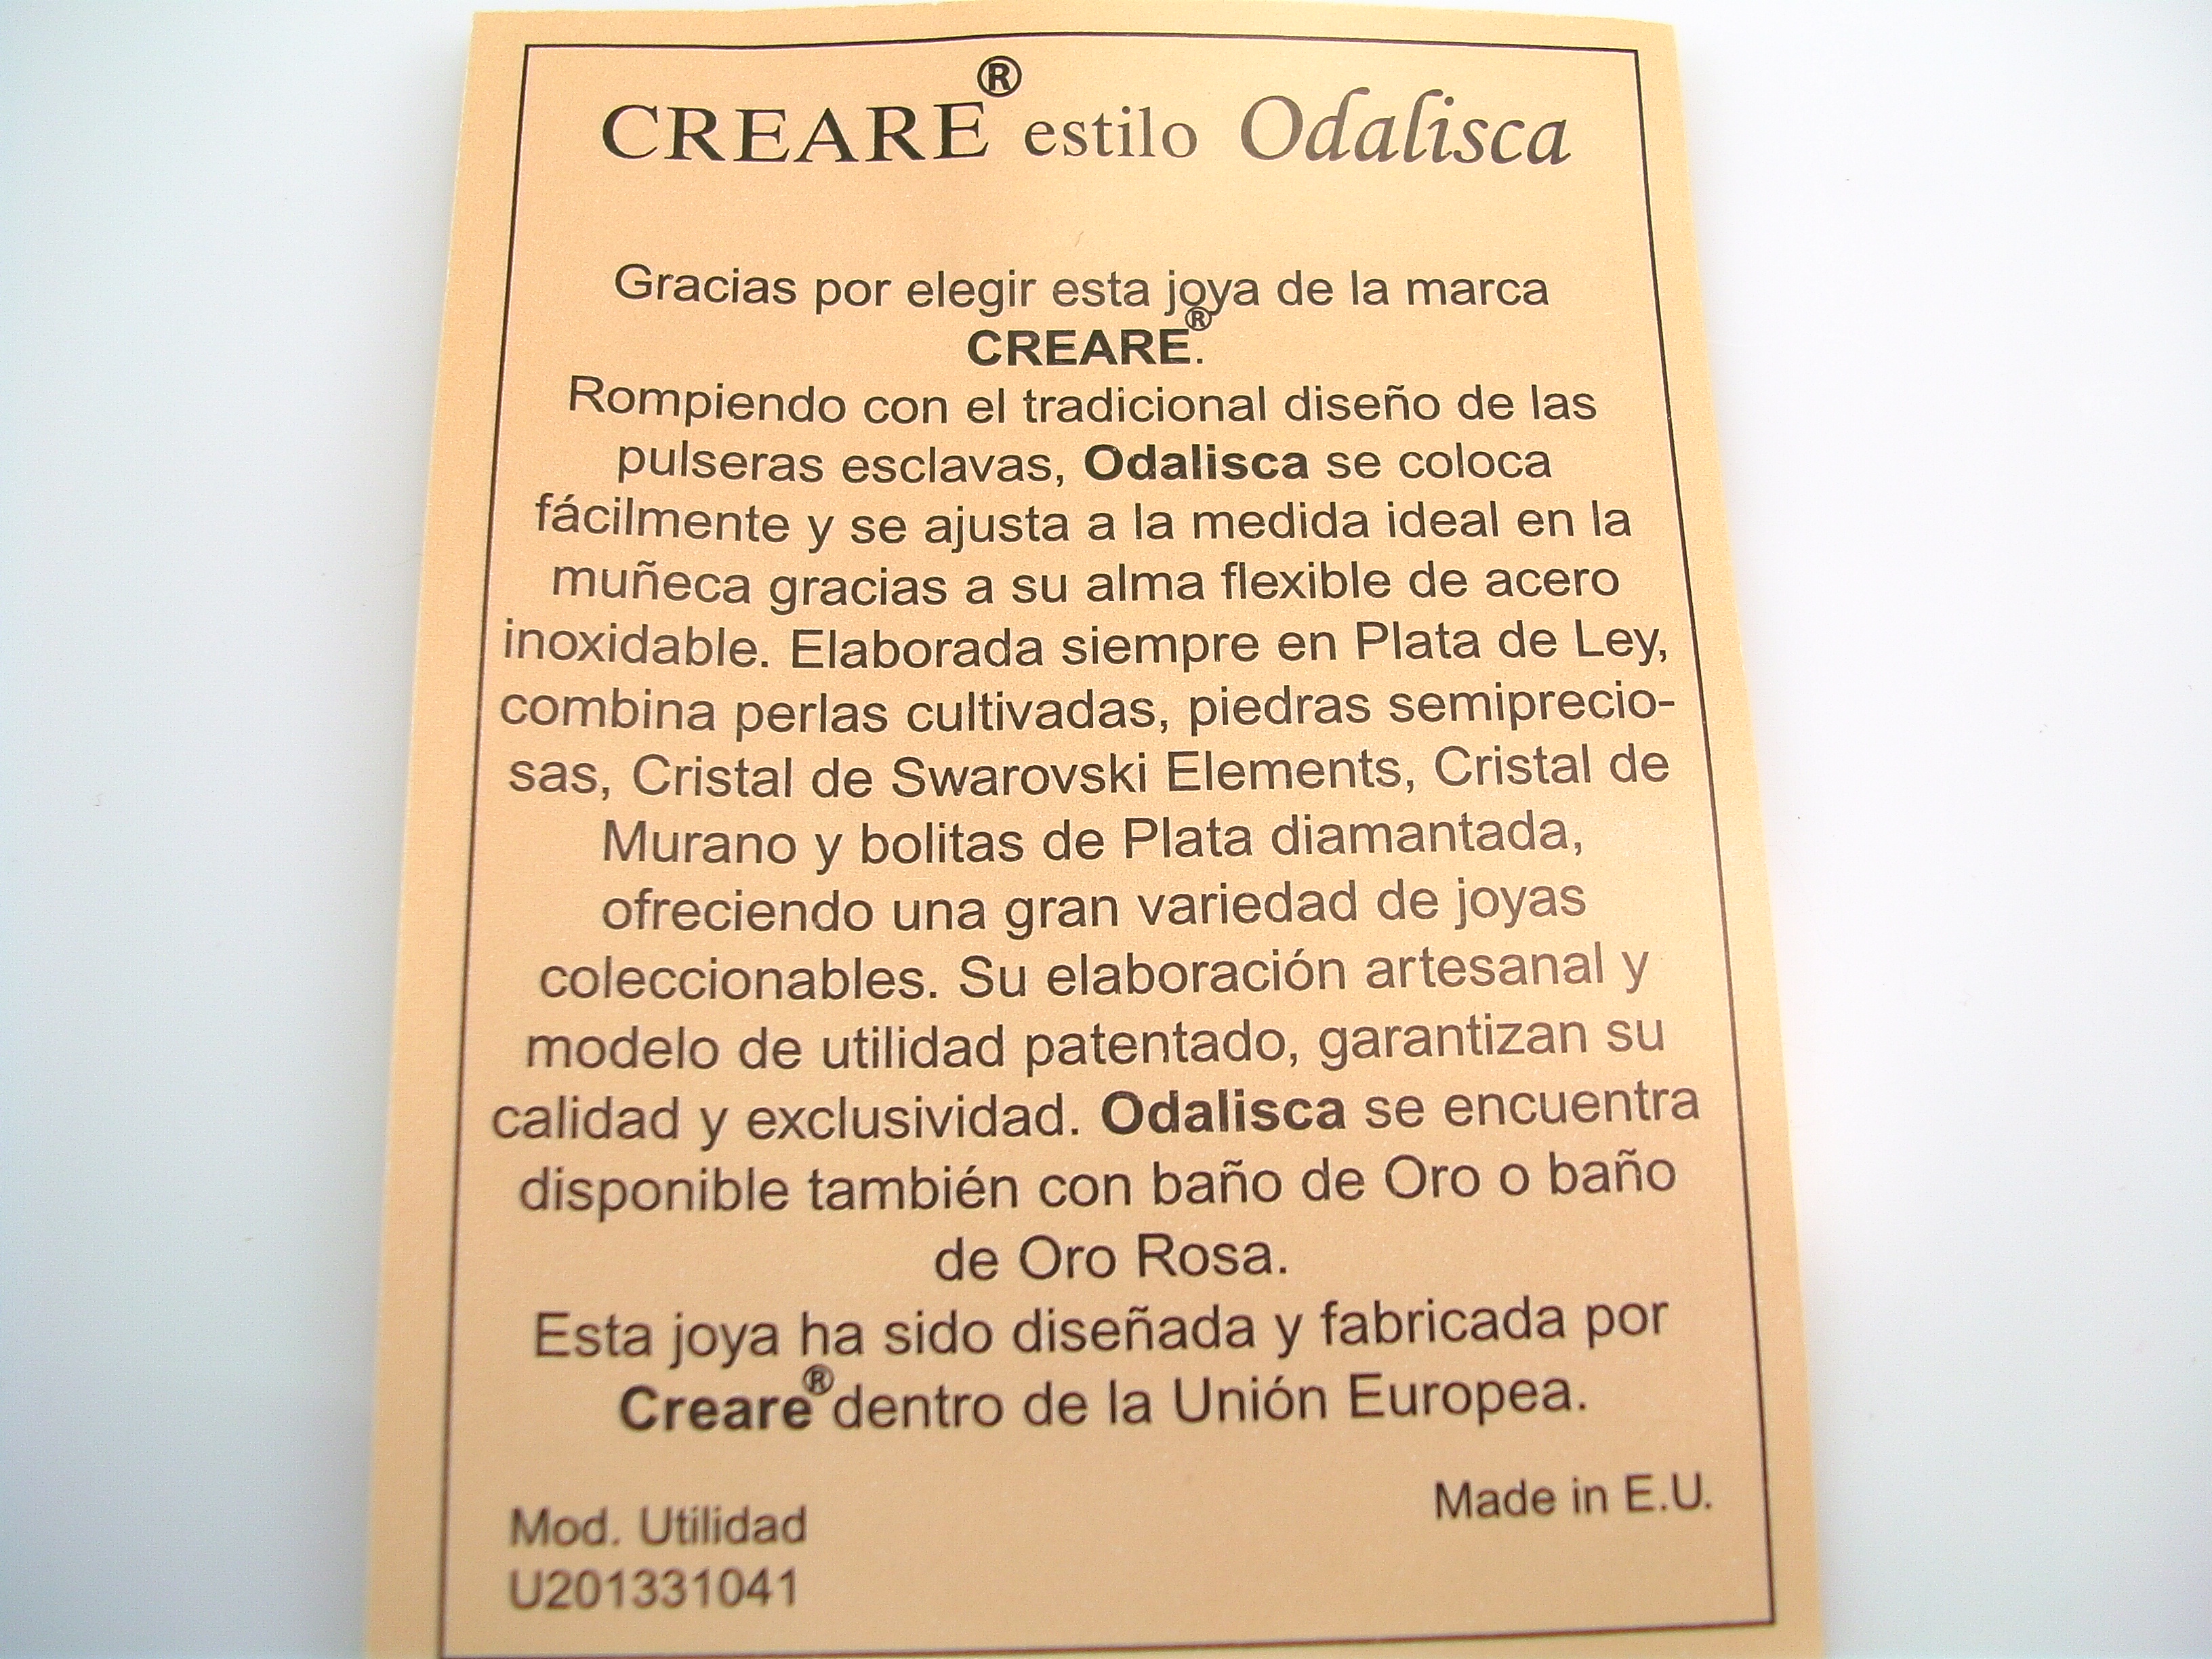 CREARE® estilo Odalisca
Gracias por elegir esta joya de la marca
CREARE®.
Rompiendo con el tradicional diseño de las
pulseras esclavas, Odalisca se coloca
fácilmente y se ajusta a la medida ideal en la
muñeca gracias a su alma flexible de acero
inoxidable. Elaborada siempre en Plata de Ley,
combina perlas cultivadas, piedras semiprecio-
sas, Cristal de Swarovski Elements, Cristal de
Murano y bolitas de Plata diamantada,
ofreciendo una gran variedad de joyas
coleccionables. Su elaboración artesanal y
modelo de utilidad patentado, garantizan su
calidad y exclusividad. Odalisca se encuentra
disponible también con baño de Oro o baño
de Oro Rosa.
Esta joya ha sido diseñada y fabricada por
Creare® dentro de la Unión Europea.
Made in E.U.
Mod. Utilidad
U201331041